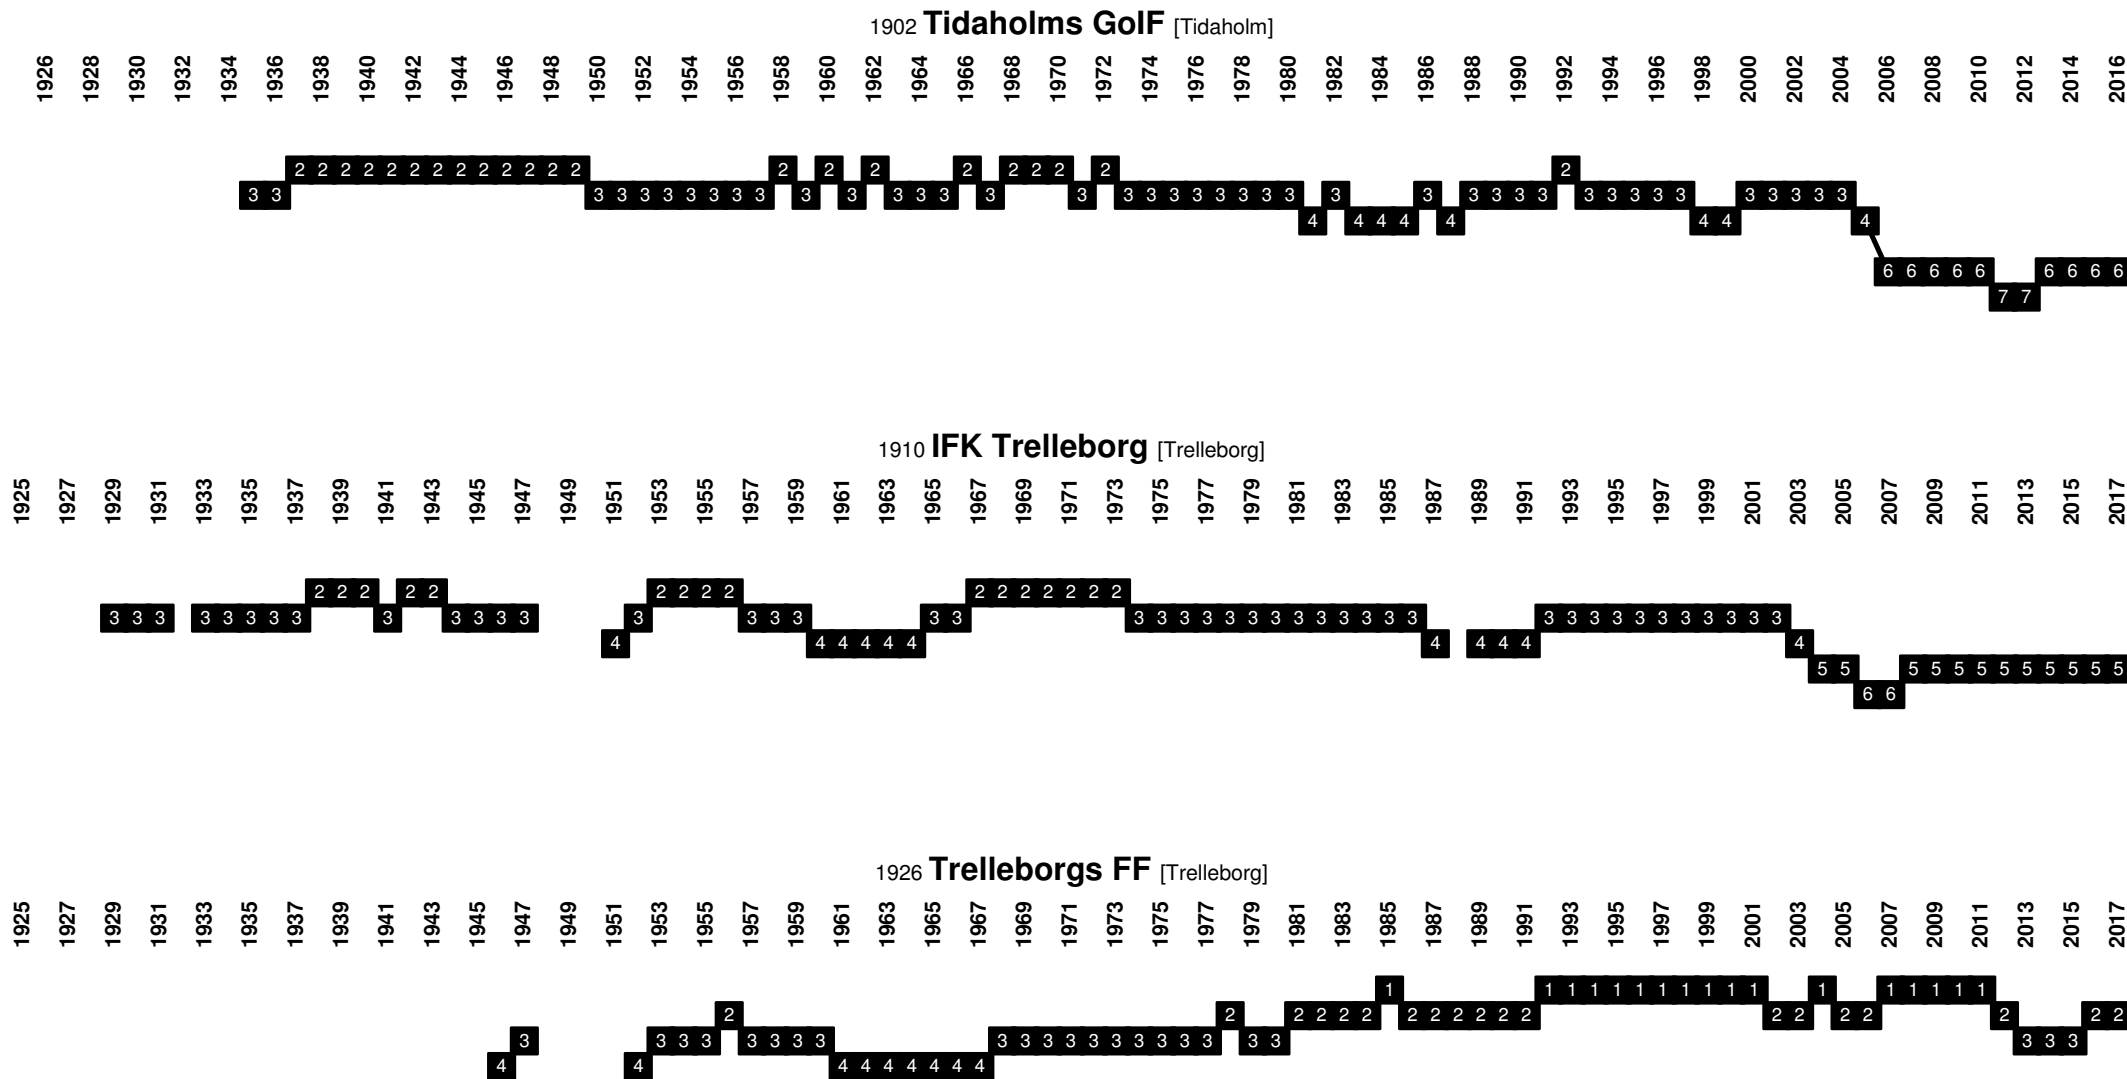 1902 Tidaholms GoIF [Tidaholm]
1926 1928 1930 1932 1934 1936 1938 1940 1942 1944 1946 1948 1950 1952 1954 1956 1958 1960 1962 1964 1966 1968 1970 1972 1974 1976 1978 1980 1982 1984 1986 1988 1990 1992 1994 1996 1998 2000 2002 2004 2006 2008 2010 2012 2014 2016
2 2 2 2 2 2 2 2 2 2 2 2 2 2 2 2 2 2 2 2 2 2
3 3 3 3 3 3 3 3 3 3 3 3 3 3 3 3 3 3 3 3 3 3 3 3 3 3 3 3 3 3 3 3 3 3 3 3 3 3 3 3 3
4 4 4 4 4 4 4 4
6 6 6 6 6 6 6 6 6
7 7
1910 IFK Trelleborg [Trelleborg]
1925 1927 1929 1931 1933 1935 1937 1939 1941 1943 1945 1947 1949 1951 1953 1955 1957 1959 1961 1963 1965 1967 1969 1971 1973 1975 1977 1979 1981 1983 1985 1987 1989 1991 1993 1995 1997 1999 2001 2003 2005 2007 2009 2011 2013 2015 2017
2 2 2 2 2 2 2 2 2 2 2 2 2 2 2 2
3 3 3 3 3 3 3 3 3 3 3 3 3 3 3 3 3 3 3 3 3 3 3 3 3 3 3 3 3 3 3 3 3 3 3 3 3 3 3 3 3 3 3
4 4 4 4 4 4 4 4 4 4 4
5 5 5 5 5 5 5 5 5 5 5 5
6 6
1926 Trelleborgs FF [Trelleborg]
1925 1927 1929 1931 1933 1935 1937 1939 1941 1943 1945 1947 1949 1951 1953 1955 1957 1959 1961 1963 1965 1967 1969 1971 1973 1975 1977 1979 1981 1983 1985 1987 1989 1991 1993 1995 1997 1999 2001 2003 2005 2007 2009 2011 2013 2015 2017
1 1 1 1 1 1 1 1 1 1 1 1 1 1 1 1 1
2 2 2 2 2 2 2 2 2 2 2 2 2 2 2 2 2 2 2
3 3 3 3 3 3 3 3 3 3 3 3 3 3 3 3 3 3 3 3 3 3 3
4 4 4 4 4 4 4 4 4